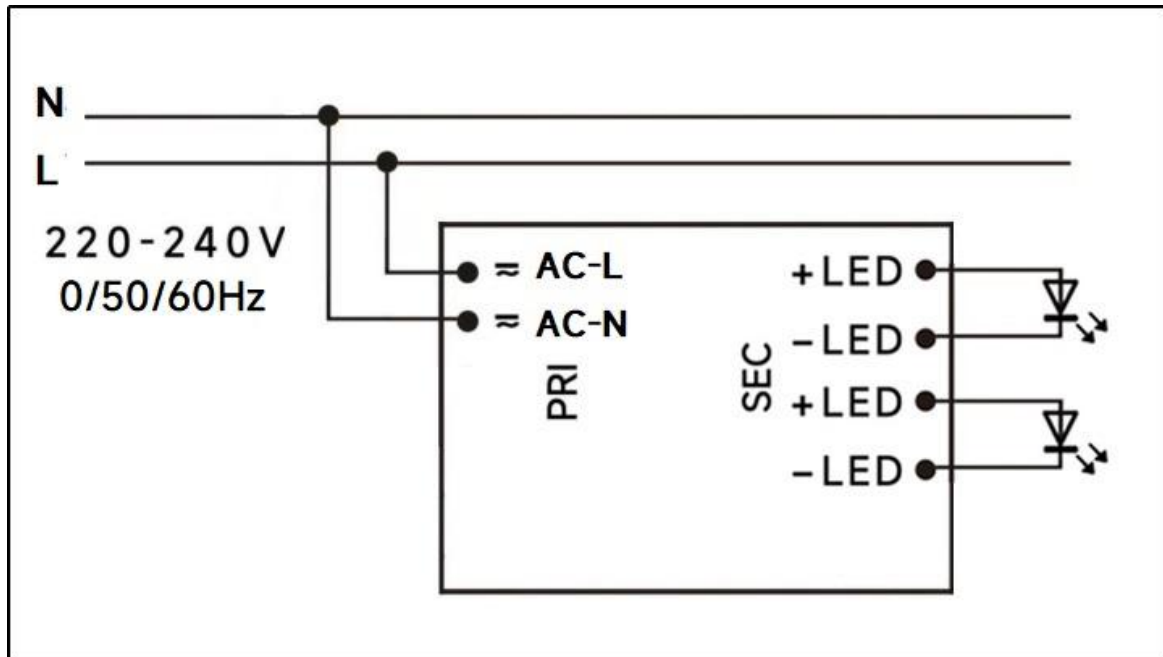 N
L
220-240V
0/50/60Hz
≂ AC-L
≂ AC-N
PRI
SEC
+LED
-LED
+LED
-LED